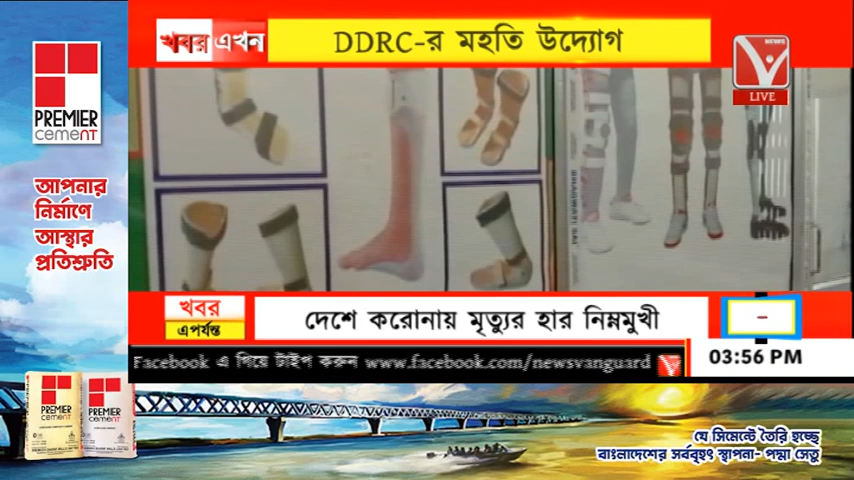 খবর এখন
DDRC-র মহতি উদ্যোগ
NEWS
V
LIVE
PREMIER
cement
আপনার
নির্মাণে
আস্থার
প্রতিশ্রুতি
খবর
এপর্যন্ত
দেশে করোনায় মৃত্যুর হার নিম্নমুখী
Facebook এ গিয়ে টাইপ করুন www.facebook.com/newsvanguard
03:56 PM
PREMIER
cement
PREMIER
cement
যে সিমেন্টে তৈরি হচ্ছে
বাংলাদেশের সর্ববৃহৎ স্থাপনা- পদ্মা সেতু